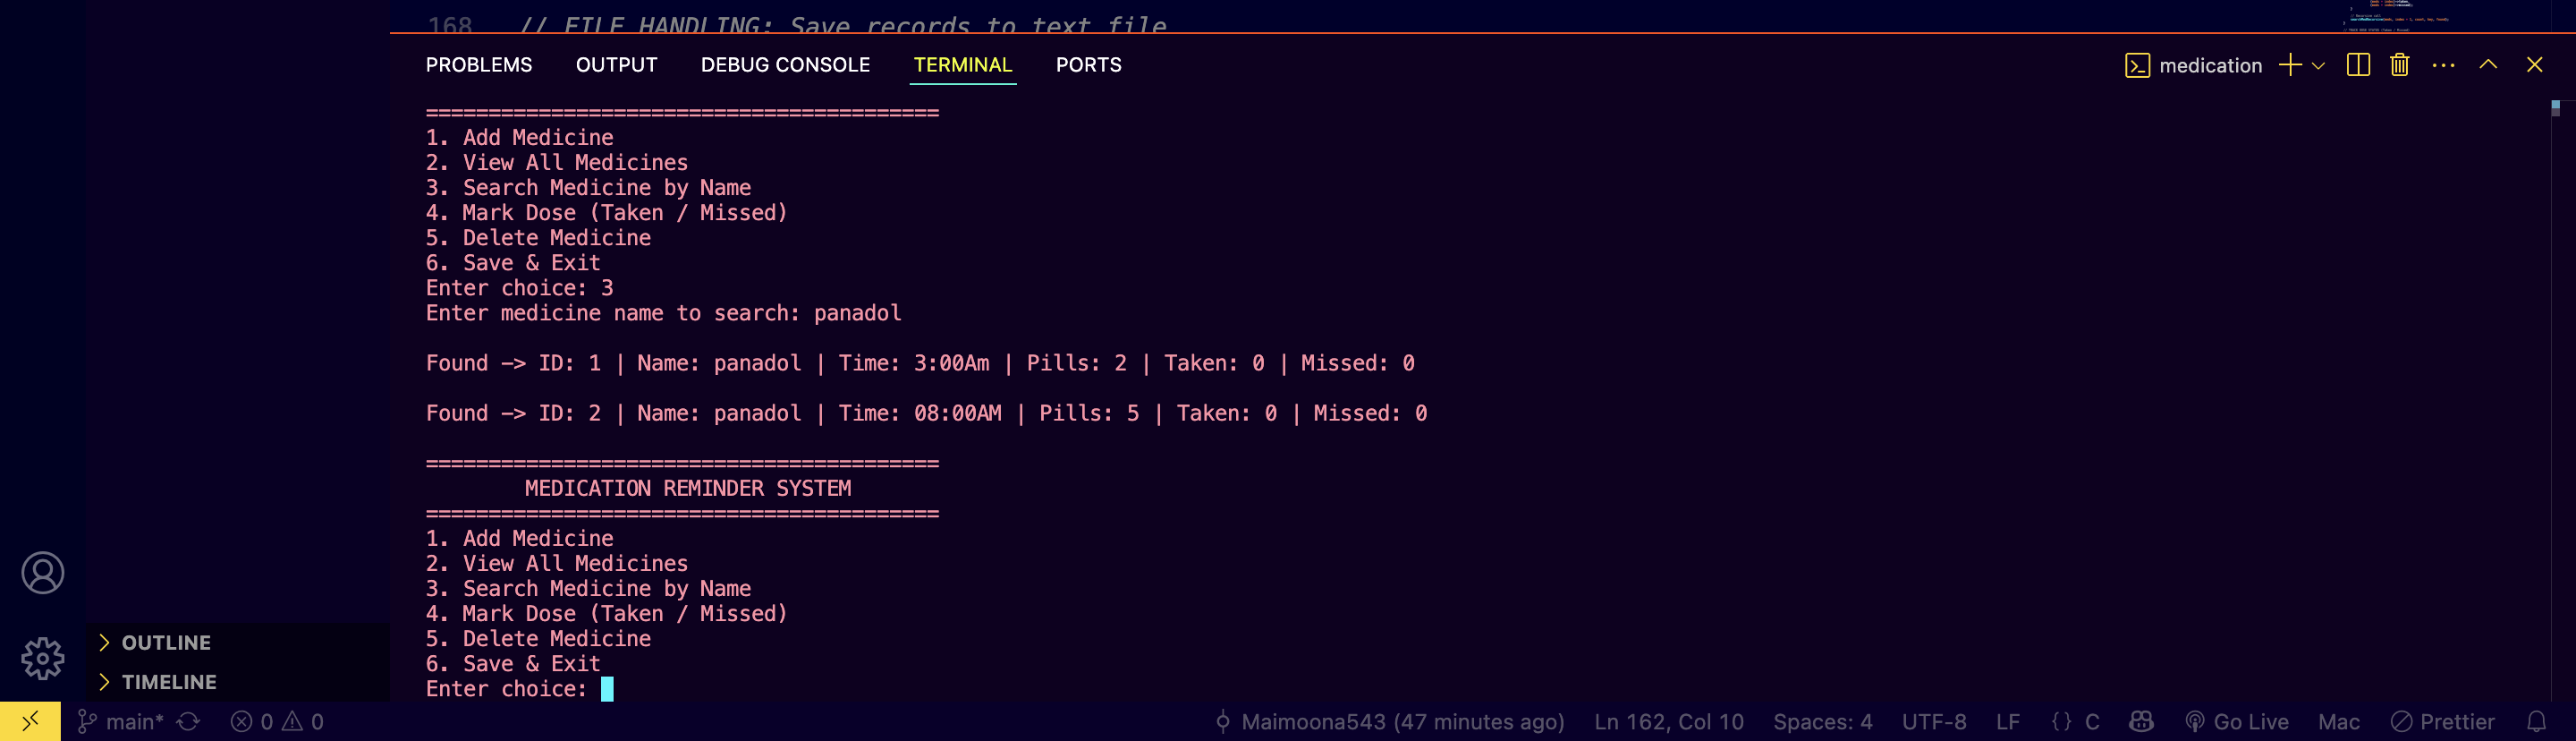 168 // FILE HANDLING: Save records to text file
PROBLEMS OUTPUT DEBUG CONSOLE TERMINAL PORTS medication
========================================
1. Add Medicine
2. View All Medicines
3. Search Medicine by Name
4. Mark Dose (Taken / Missed)
5. Delete Medicine
6. Save & Exit
Enter choice: 3
Enter medicine name to search: panadol
Found —> ID: 1 | Name: panadol | Time: 3:00Am | Pills: 2 | Taken: 0 | Missed: 0
Found —> ID: 2 | Name: panadol | Time: 08:00AM | Pills: 5 | Taken: 0 | Missed: 0
========================================
MEDICATION REMINDER SYSTEM
========================================
1. Add Medicine
2. View All Medicines
3. Search Medicine by Name
4. Mark Dose (Taken / Missed)
5. Delete Medicine
6. Save & Exit
Enter choice:
OUTLINE
TIMELINE
main* 0 0 Maimoona543 (47 minutes ago) Ln 162, Col 10 Spaces: 4 UTF-8 LF {} C Go Live Mac Prettier